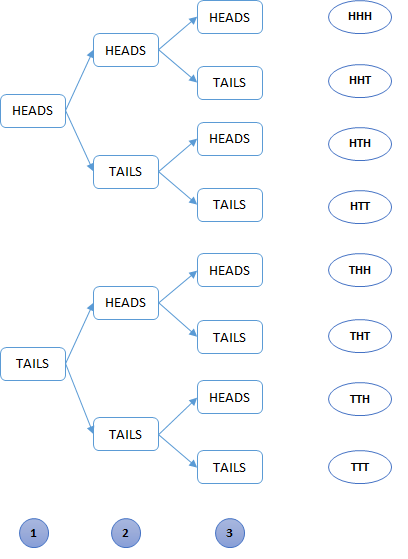 HEADS HHH
HEADS
TAILS HHT
HEADS
HEADS HTH
TAILS
TAILS HTT
HEADS THH
HEADS
TAILS THT
TAILS
HEADS TTH
TAILS
TAILS TTT
1 2 3